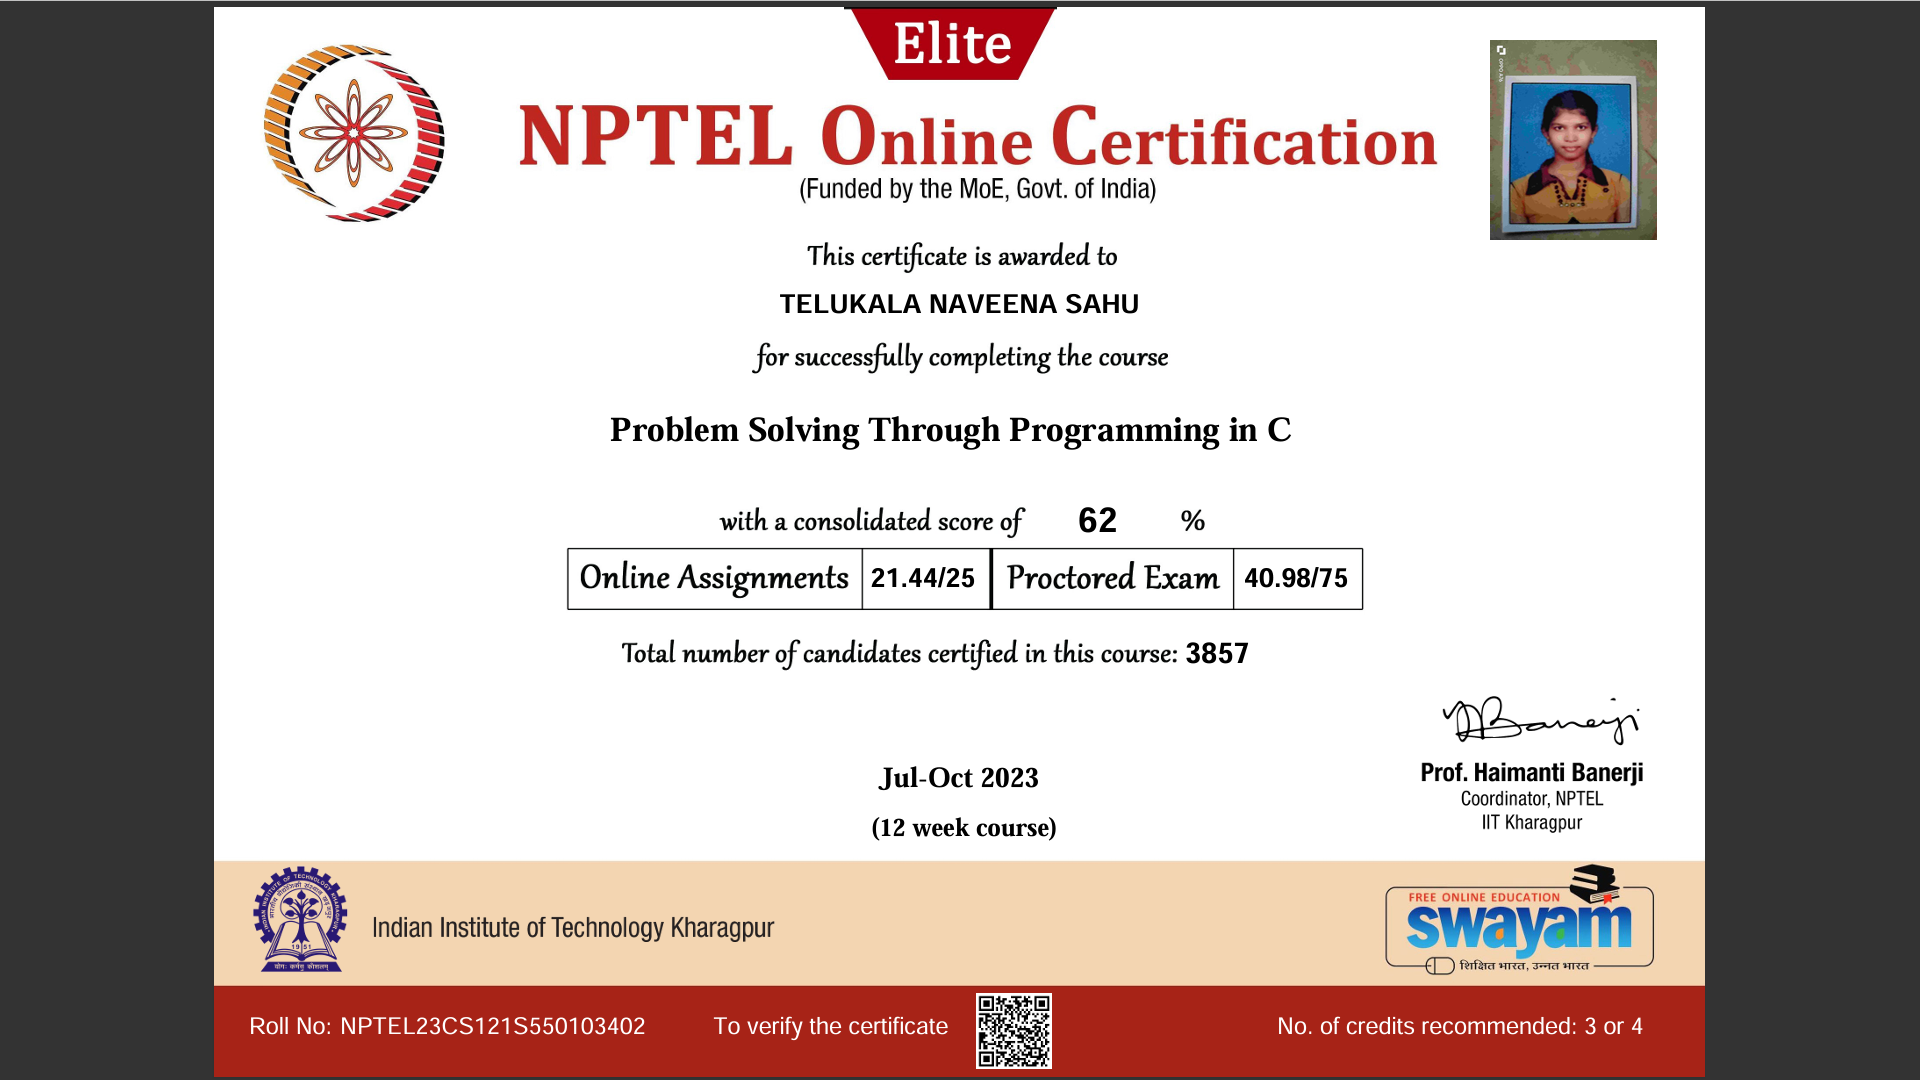 Elite
NPTEL Online Certification
(Funded by the MoE, Govt. of India)
This certificate is awarded to
TELUKALA NAVEENA SAHU
for successfully completing the course
Problem Solving Through Programming in C
with a consolidated score of 62 %
Online Assignments 21.44/25 Proctored Exam 40.98/75
Total number of candidates certified in this course: 3857
Jul-Oct 2023
(12 week course)
Prof. Haimanti Banerji
Coordinator, NPTEL
IIT Kharagpur
1951
योगः कर्मसु कौशलम्
Indian Institute of Technology Kharagpur
FREE ONLINE EDUCATION
swayam
शिक्षित भारत, उन्नत भारत
Roll No: NPTEL23CS121S550103402
To verify the certificate
No. of credits recommended: 3 or 4